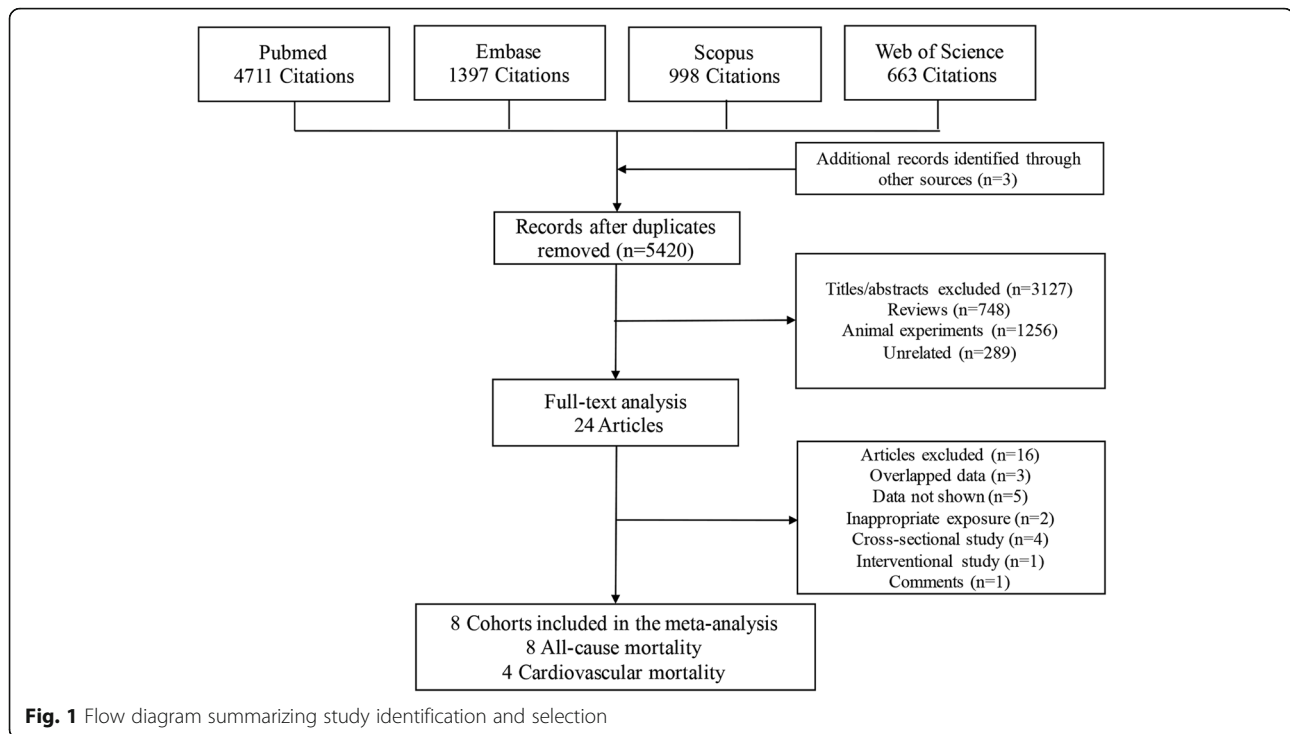 Pubmed
4711 Citations
Embase
1397 Citations
Scopus
998 Citations
Web of Science
663 Citations
Additional records identified through
other sources (n=3)
Records after duplicates
removed (n=5420)
Titles/abstracts excluded (n=3127)
Reviews (n=748)
Animal experiments (n=1256)
Unrelated (n=289)
Full-text analysis
24 Articles
Articles excluded (n=16)
Overlapped data (n=3)
Data not shown (n=5)
Inappropriate exposure (n=2)
Cross-sectional study (n=4)
Interventional study (n=1)
Comments (n=1)
8 Cohorts included in the meta-analysis
8 All-cause mortality
4 Cardiovascular mortality
Fig. 1 Flow diagram summarizing study identification and selection